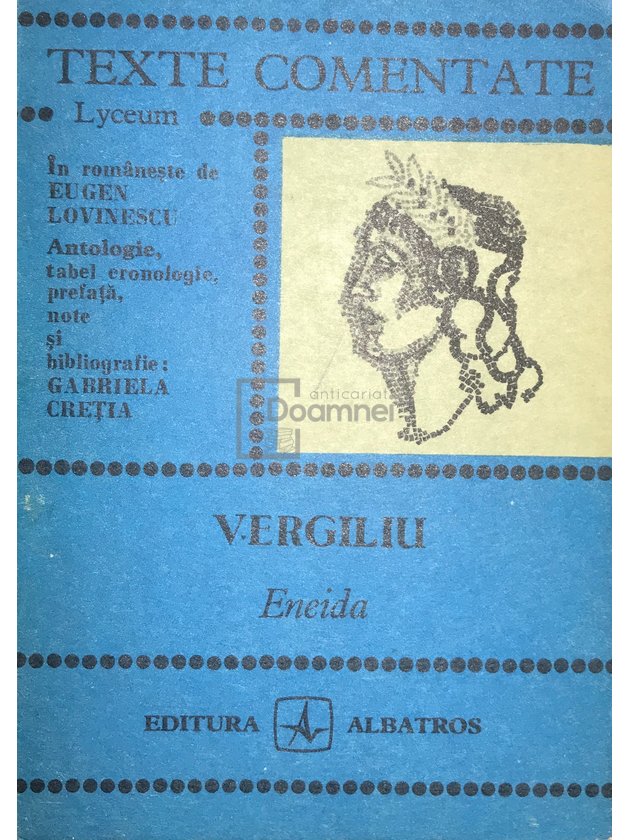 TEXTE COMENTATE
Lyceum
În românește de
EUGEN
LOVINESCU
Antologie,
tabel cronologic,
prefață,
note
și
bibliografie:
GABRIELA
CREȚIA
anticariat
Doamnei
VERGILIU
Eneida
EDITURA ALBATROS